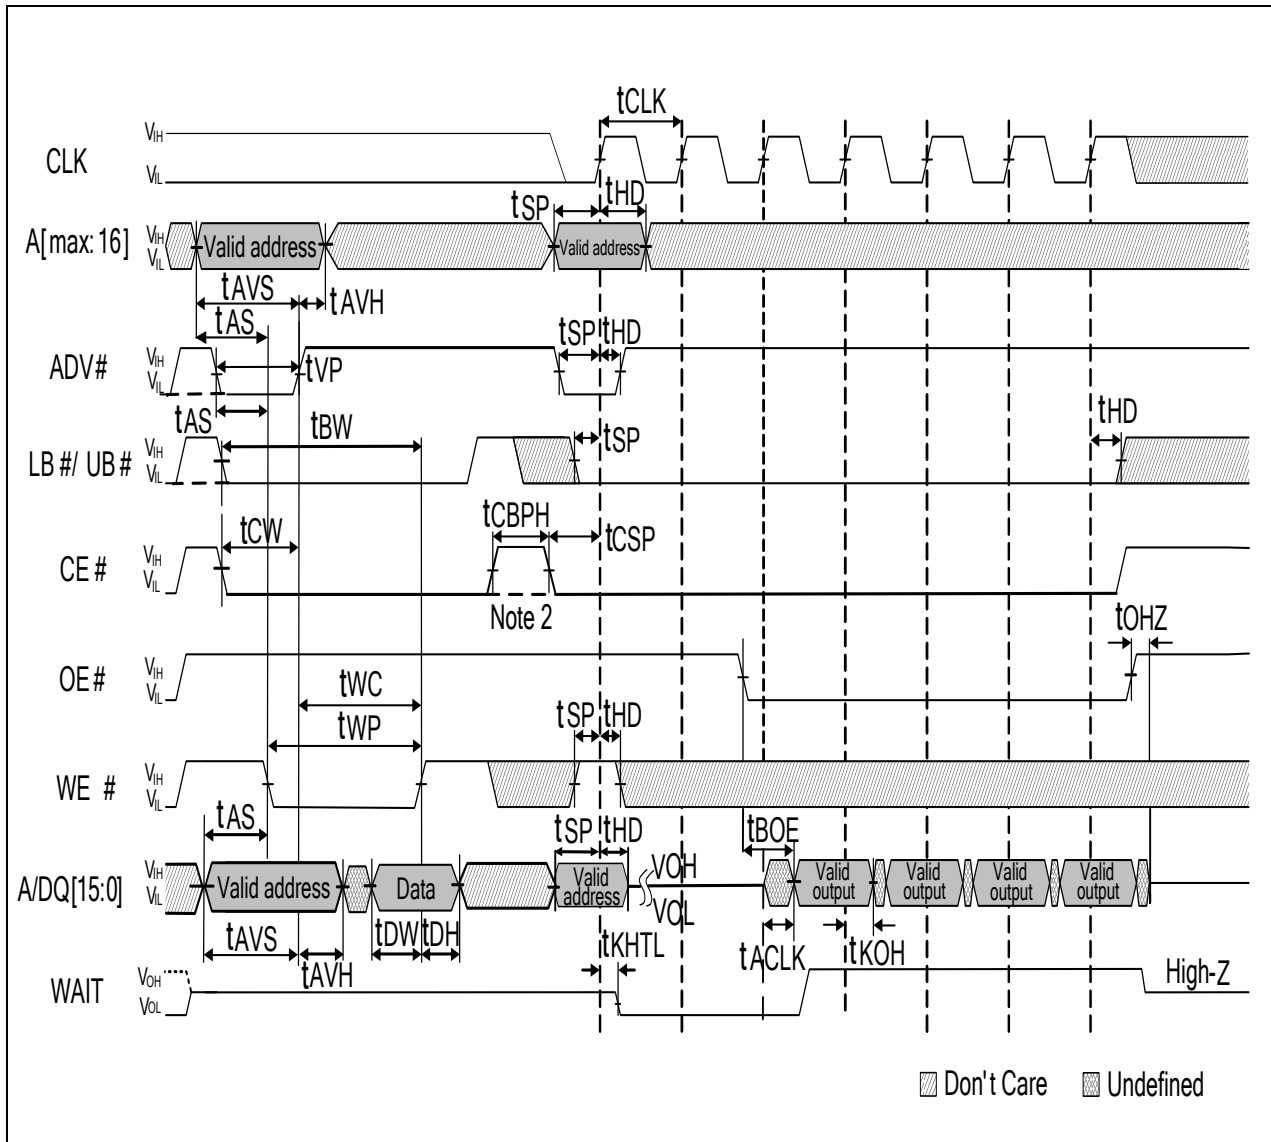 tCLK
VIH
CLK
VIL
tSP tHD
A[max:16] VIH Valid address Valid address
VIL
tAVS tAVH
tAS
tSP tHD
ADV# VIH
VIL tVP
tAS tBW tHD
tSP
LB #/ UB # VIH
VIL
tCBPH
tCW tCSP
CE # VIH
VIL
Note 2
tOHZ
OE# VIH
VIL
tWC
tWP tSP tHD
WE # VIH
VIL
tAS tSP tHD tBOE
A/DQ[15:0] VIH Valid address Data Valid address VOH Valid output Valid output Valid output Valid output
VIL VOL
tAVS tAVH tDW tDH tKHTL tACLK tKOH
WAIT VOH High-Z
VOL
Don't Care Undefined